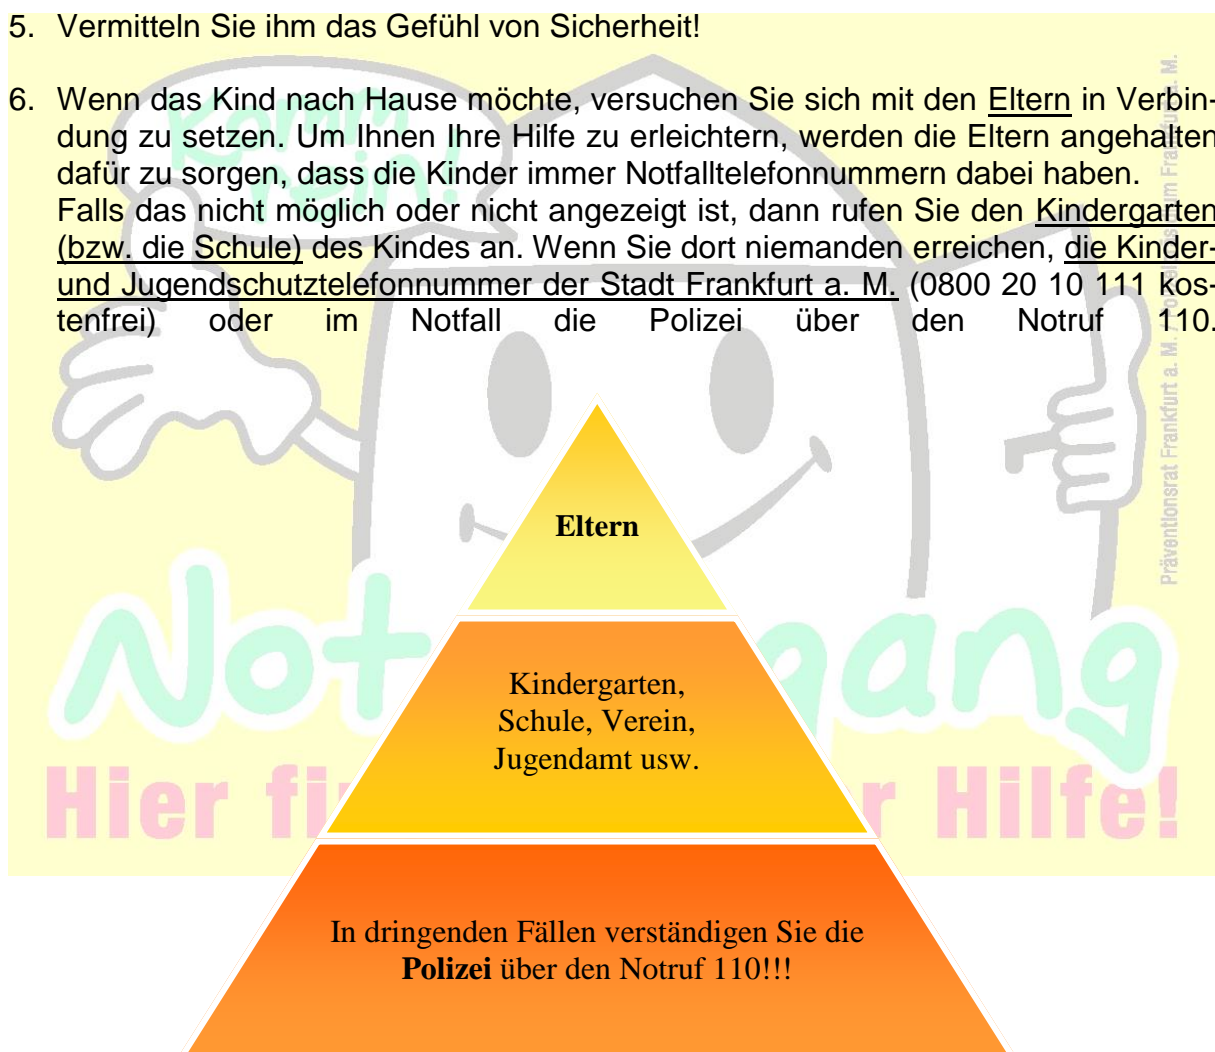 5. Vermitteln Sie ihm das Gefühl von Sicherheit!
6. Wenn das Kind nach Hause möchte, versuchen Sie sich mit den Eltern in Verbin-
dung zu setzen. Um Ihnen Ihre Hilfe zu erleichtern, werden die Eltern angehalten
dafür zu sorgen, dass die Kinder immer Notfalltelefonnummern dabei haben.
Falls das nicht möglich oder nicht angezeigt ist, dann rufen Sie den Kindergarten
(bzw. die Schule) des Kindes an. Wenn Sie dort niemanden erreichen, die Kinder-
und Jugendschutztelefonnummer der Stadt Frankfurt a. M. (0800 20 10 111 kos-
tenfrei) oder im Notfall die Polizei über den Notruf 110.
Komm
rein!
Präventionsrat Frankfurt a. M.
Eltern
Kindergarten,
Schule, Verein,
Jugendamt usw.
Hier Hilfe!
In dringenden Fällen verständigen Sie die
Polizei über den Notruf 110!!!